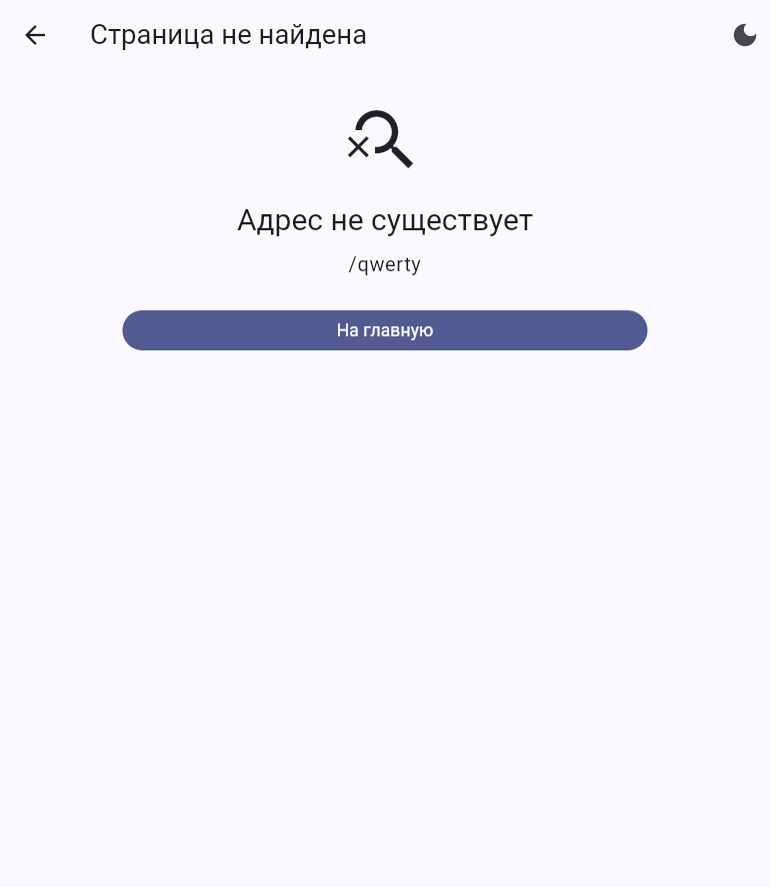 Страница не найдена
Адрес не существует
/qwerty
На главную